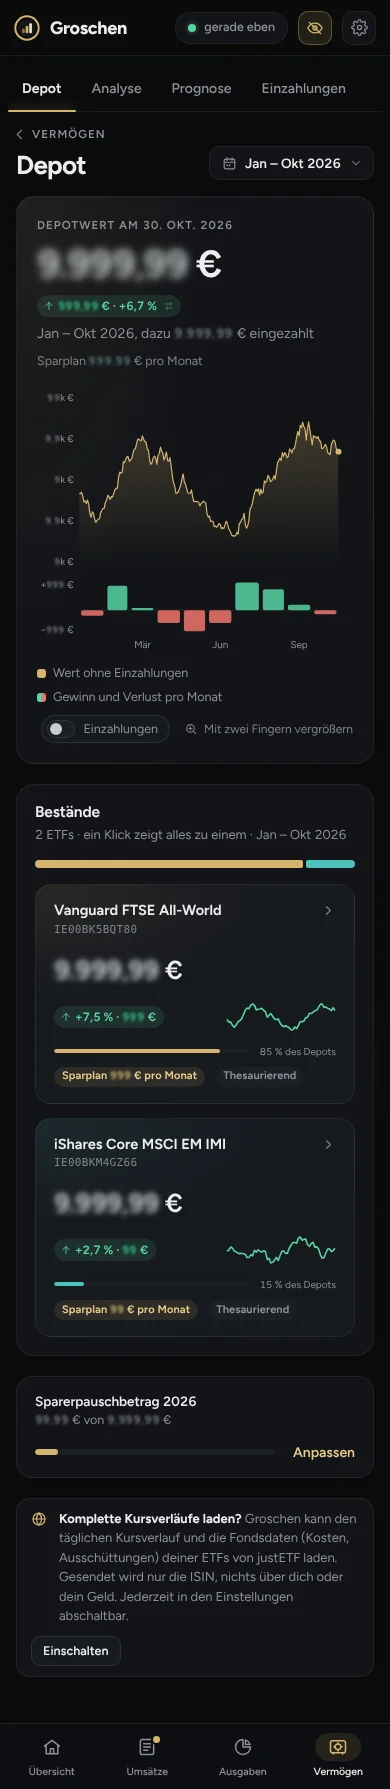 Groschen
gerade eben
Depot Analyse Prognose Einzahlungen
VERMÖGEN
Depot
Jan – Okt 2026
DEPOTWERT AM 30. OKT. 2026
€
€ · +6,7 %
Jan – Okt 2026, dazu € eingezahlt
Sparplan € pro Monat
k €
k €
k €
k €
k €
€
€
Mär Jun Sep
Wert ohne Einzahlungen
Gewinn und Verlust pro Monat
Einzahlungen
Mit zwei Fingern vergrößern
Bestände
2 ETFs · ein Klick zeigt alles zu einem · Jan – Okt 2026
Vanguard FTSE All-World
IE00BK5BQT80
€
+7,5 % · €
85 % des Depots
Sparplan € pro Monat
Thesaurierend
iShares Core MSCI EM IMI
IE00BKM4GZ66
€
+2,7 % · €
15 % des Depots
Sparplan € pro Monat
Thesaurierend
Sparerpauschbetrag 2026
€ von €
Anpassen
Komplette Kursverläufe laden? Groschen kann den
täglichen Kursverlauf und die Fondsdaten (Kosten,
Ausschüttungen) deiner ETFs von justETF laden.
Gesendet wird nur die ISIN, nichts über dich oder
dein Geld. Jederzeit in den Einstellungen
abschaltbar.
Einschalten
Übersicht Umsätze Ausgaben Vermögen